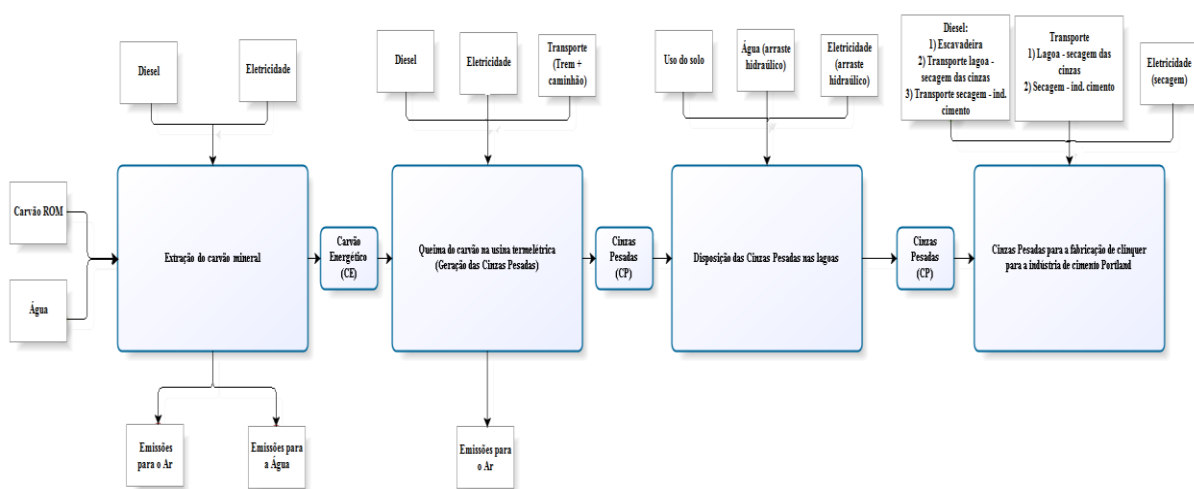 Diesel
Eletricidade
Carvão ROM
Água
Extração do carvão mineral
Emissões para
o Ar
Emissões para
a Água
Carvão
Energético
(CE)
Diesel
Eletricidade
Transporte
(Trem +
caminhão)
Queima do carvão na usina termelétrica
(Geração das Cinzas Pesadas)
Emissões para
o Ar
Cinzas
Pesadas
(CP)
Uso do solo
Água (arraste
hidraúlico)
Eletricidade
(arraste
hidraúlico)
Disposição das Cinzas Pesadas nas lagoas
Cinzas
Pesadas
(CP)
Diesel:
1) Escavadeira
2) Transporte lagoa -
secagem das cinzas
3) Transporte secagem - ind.
cimento
Transporte
1) Lagoa - secagem das
cinzas
2) Secagem - ind. cimento
Eletricidade
(secagem)
Cinzas Pesadas para a fabricação de clínquer
para a indústria de cimento Portland